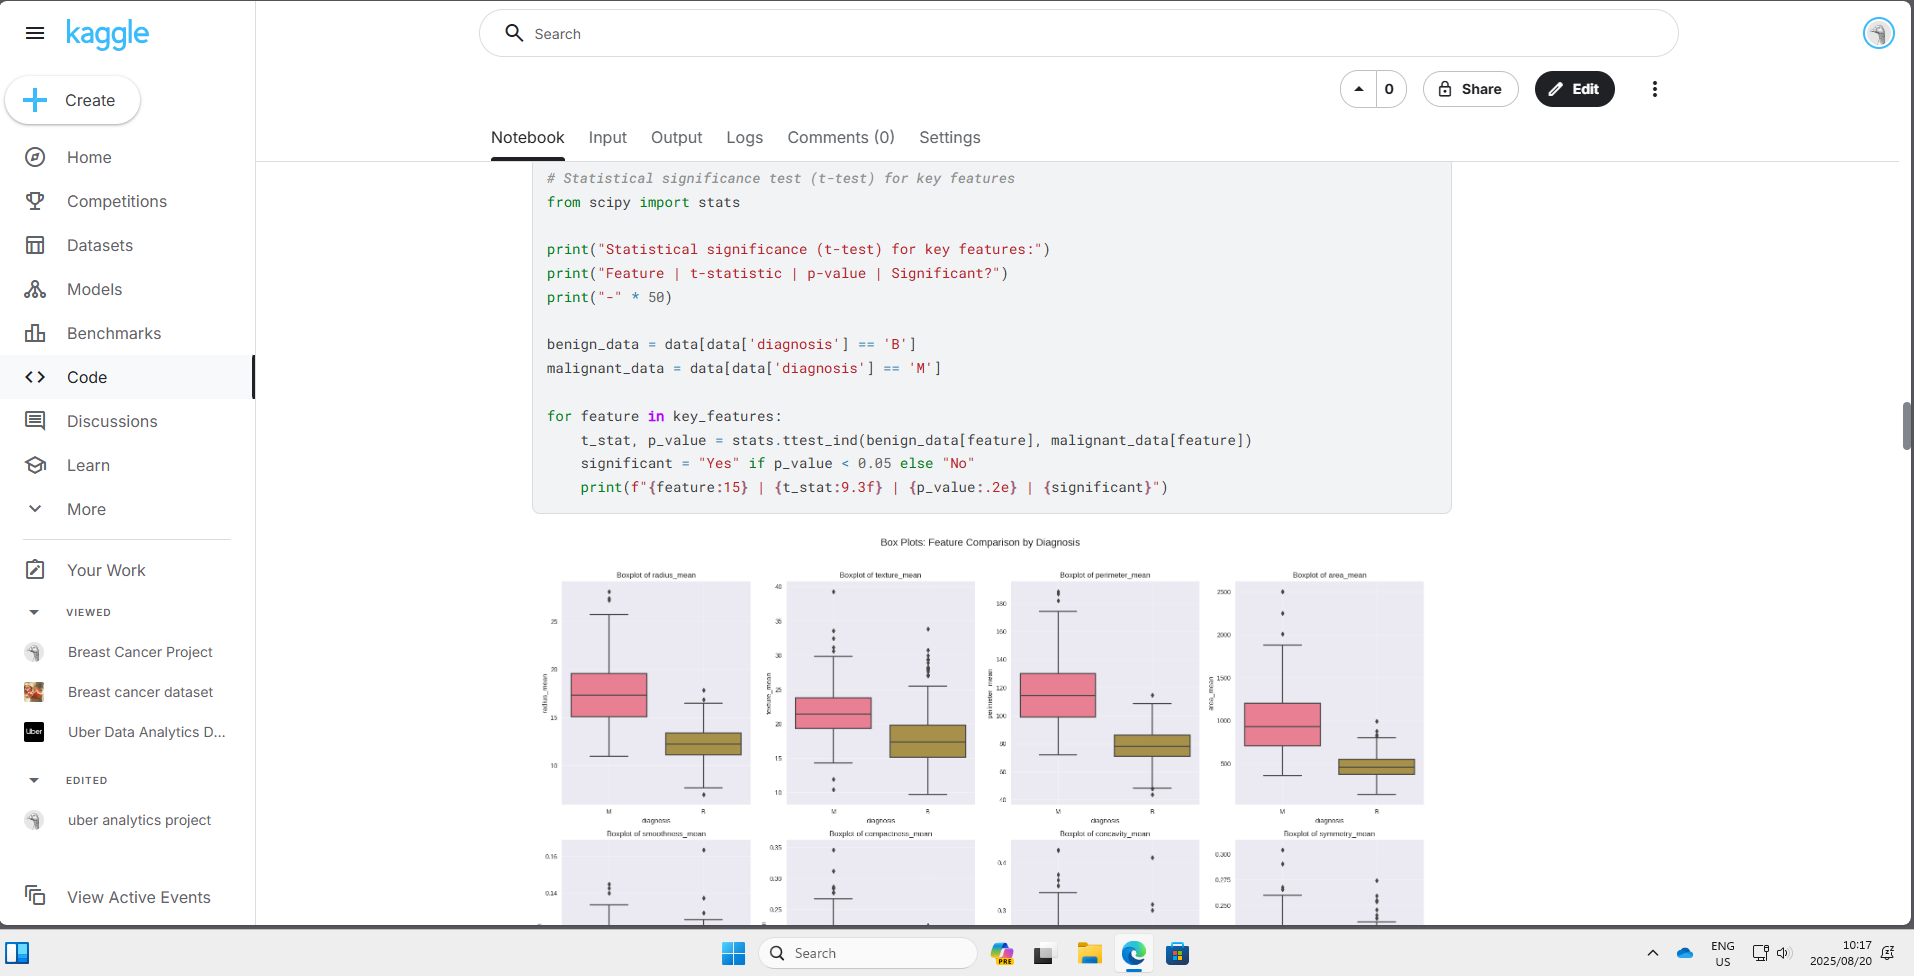 kaggle
Search
Create
0
Share
Edit
Notebook
Input
Output
Logs
Comments (0)
Settings
Home
Competitions
Datasets
Models
Benchmarks
Code
Discussions
Learn
More
Your Work
VIEWED
Breast Cancer Project
Breast cancer dataset
Uber
Uber Data Analytics D...
EDITED
uber analytics project
View Active Events
# Statistical significance test (t-test) for key features
from scipy import stats
print("Statistical significance (t-test) for key features:")
print("Feature | t-statistic | p-value | Significant?")
print("-" * 50)
benign_data = data[data['diagnosis'] == 'B']
malignant_data = data[data['diagnosis'] == 'M']
for feature in key_features:
t_stat, p_value = stats.ttest_ind(benign_data[feature], malignant_data[feature])
significant = "Yes" if p_value < 0.05 else "No"
print(f"{feature:15} | {t_stat:9.3f} | {p_value:.2e} | {significant}")
Box Plots: Feature Comparison by Diagnosis
Boxplot of radius_mean
25
20
15
10
radius_mean
M
B
diagnosis
Boxplot of texture_mean
40
35
30
25
20
15
10
texture_mean
M
B
diagnosis
Boxplot of perimeter_mean
180
160
140
120
100
80
60
40
perimeter_mean
M
B
diagnosis
Boxplot of area_mean
2500
2000
1500
1000
500
area_mean
M
B
diagnosis
Boxplot of smoothness_mean
0.16
0.14
Boxplot of compactness_mean
0.35
0.30
0.25
Boxplot of concavity_mean
0.4
0.3
Boxplot of symmetry_mean
0.300
0.275
0.250
Search
PRE
ENG
US
10:17
2025/08/20